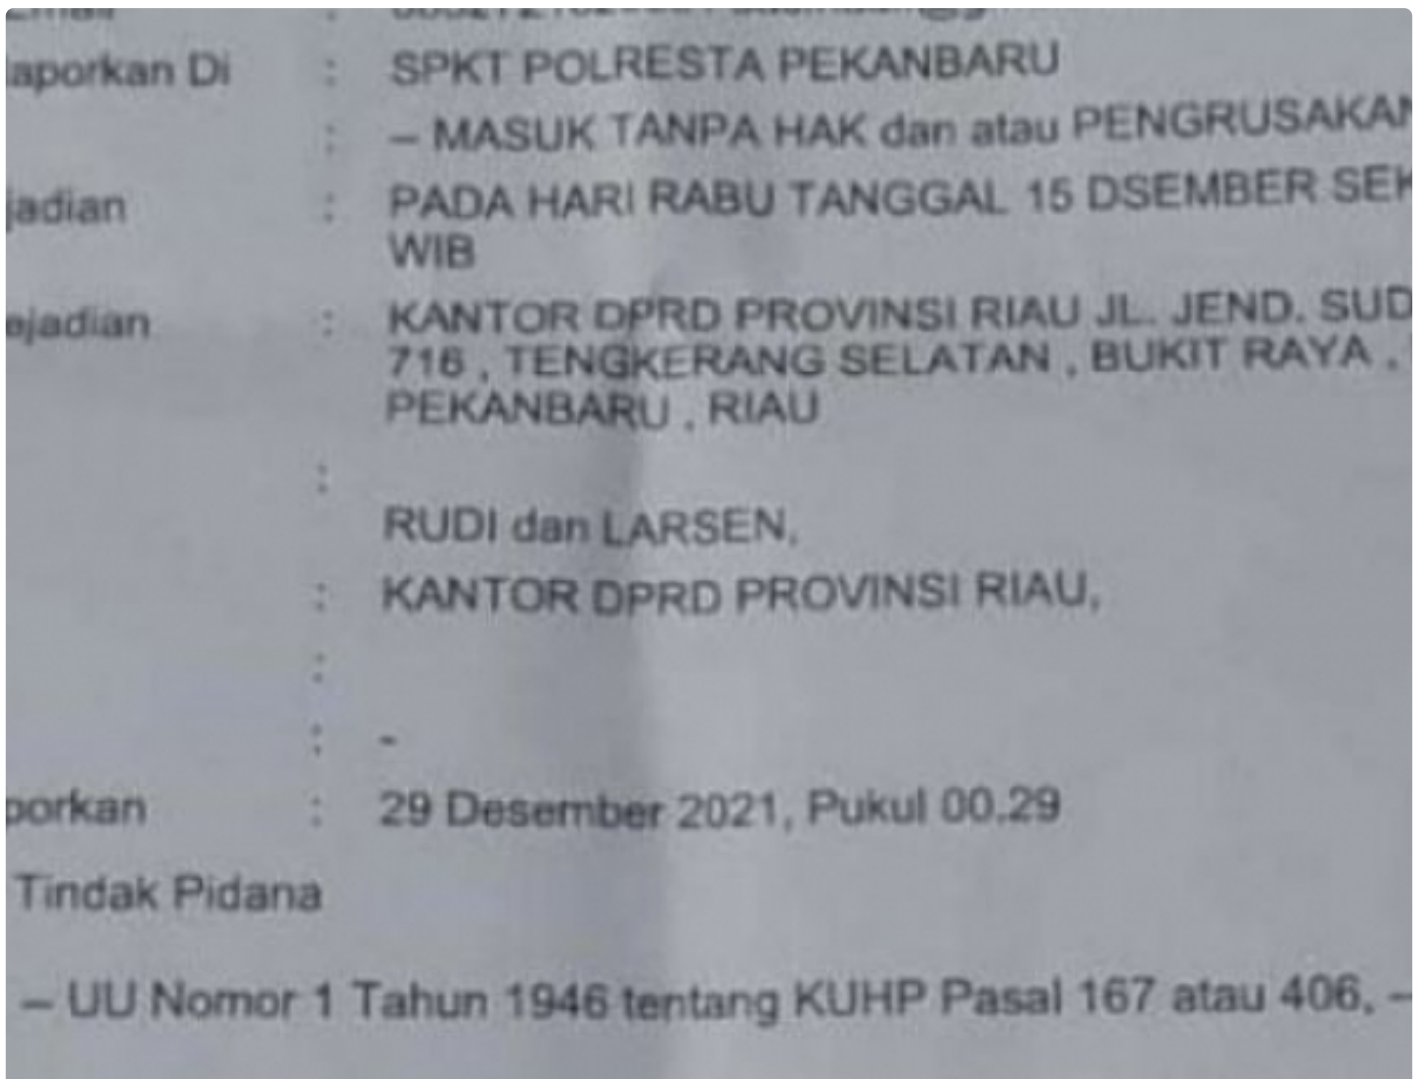 aporkan Di : SPKT POLRESTA PEKANBARU
: – MASUK TANPA HAK dan atau PENGRUSAKAN
jadian : PADA HARI RABU TANGGAL 15 DSEMBER SEK
WIB
ejadian : KANTOR DPRD PROVINSI RIAU JL. JEND. SUD
716 , TENGKERANG SELATAN , BUKIT RAYA ,
PEKANBARU , RIAU
:
RUDI dan LARSEN,
: KANTOR DPRD PROVINSI RIAU,
:
: -
porkan : 29 Desember 2021, Pukul 00.29
Tindak Pidana
– UU Nomor 1 Tahun 1946 tentang KUHP Pasal 167 atau 406, –